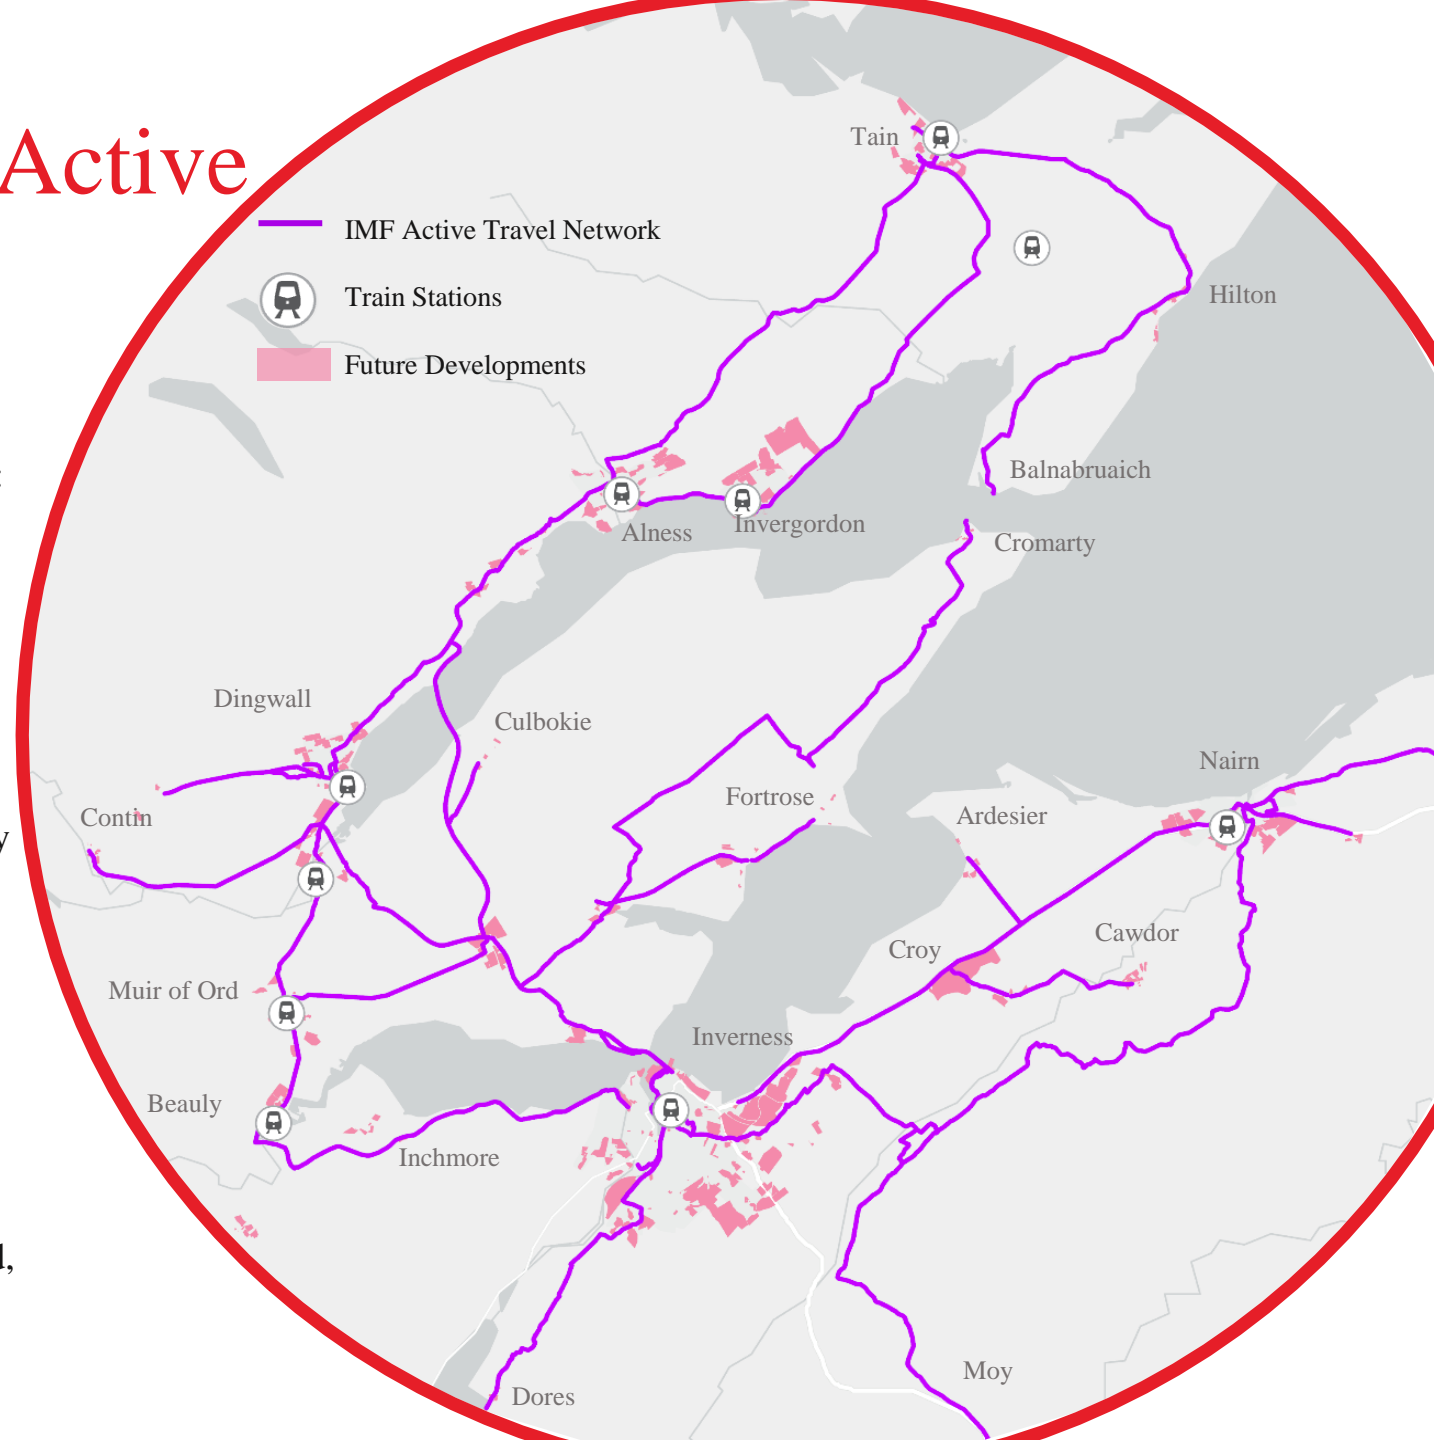 Active
IMF Active Travel Network
Train Stations
Future Developments
Tain
Hilton
Balnabruaich
Invergordon
Alness
Cromarty
Dingwall
Culbokie
Nairn
Fortrose
Ardesier
Contin
y
Croy
Cawdor
Muir of Ord
Inverness
Beauly
Inchmore
d,
Moy
Dores